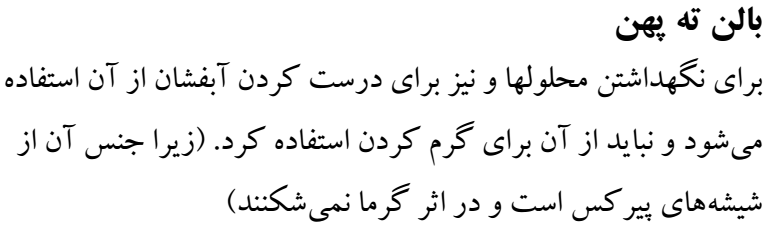 بالن ته پهن
برای نگهداشتن محلولها و نیز برای درست کردن آبفشان از آن استفاده
می‌شود و نباید از آن برای گرم کردن استفاده کرد. (زیرا جنس آن از
شیشه‌های پیرکس است و در اثر گرما نمی‌شکنند)